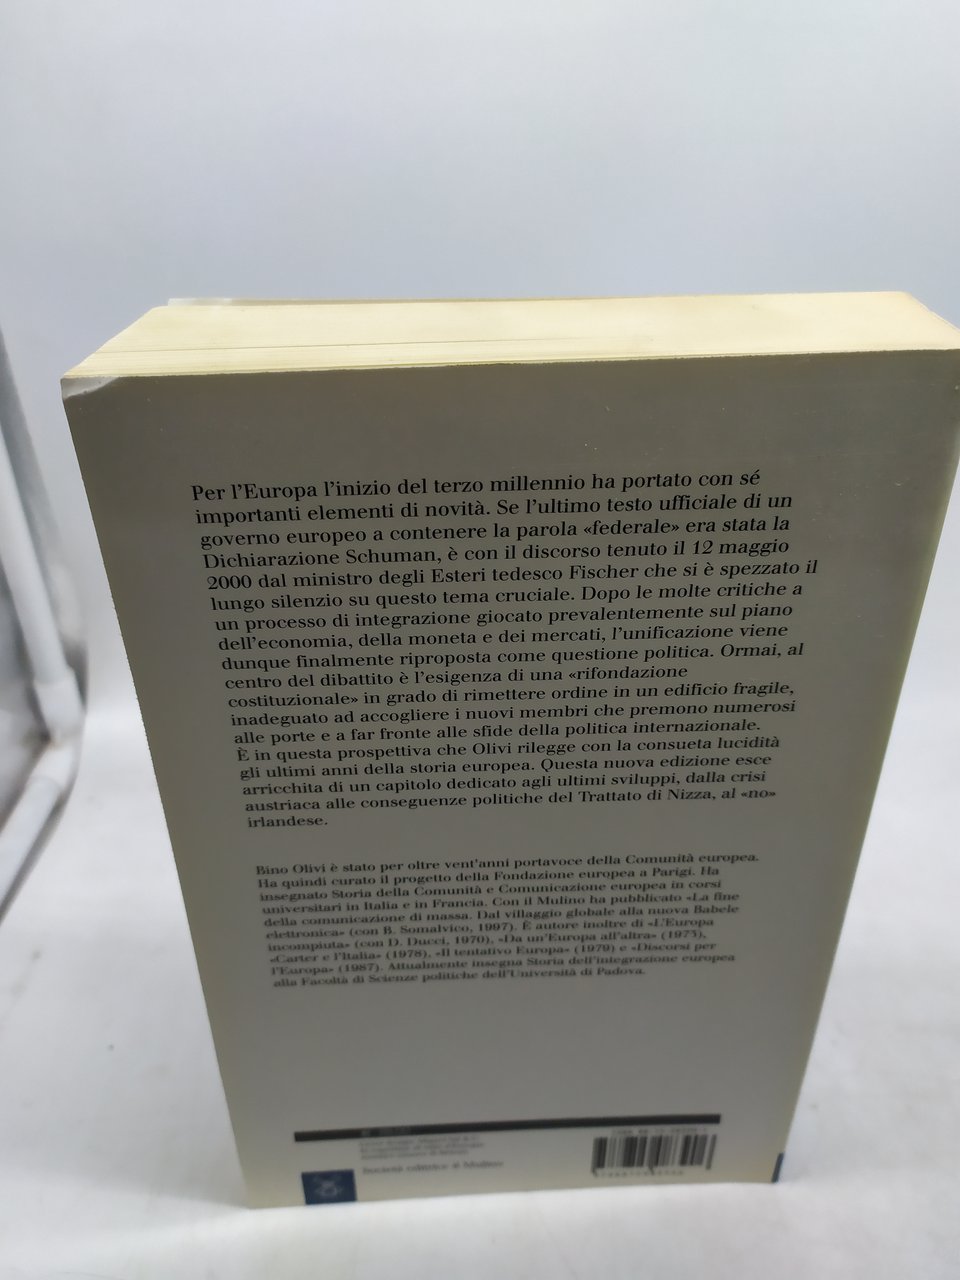 Per l'Europa l'inizio del terzo millennio ha portato con sé
importanti elementi di novità. Se l'ultimo testo ufficiale di un
governo europeo a contenere la parola «federale» era stata la
Dichiarazione Schuman, è con il discorso tenuto il 12 maggio
2000 dal ministro degli Esteri tedesco Fischer che si è spezzato il
lungo silenzio su questo tema cruciale. Dopo le molte critiche a
un processo di integrazione giocato prevalentemente sul piano
dell'economia, della moneta e dei mercati, l'unificazione viene
dunque finalmente riproposta come questione politica. Ormai, al
centro del dibattito è l'esigenza di una «rifondazione
costituzionale» in grado di rimettere ordine in un edificio fragile,
inadeguato ad accogliere i nuovi membri che premono numerosi
alle porte e a far fronte alle sfide della politica internazionale.
È in questa prospettiva che Olivi rilegge con la consueta lucidità
gli ultimi anni della storia europea. Questa nuova edizione esce
arricchita di un capitolo dedicato agli ultimi sviluppi, dalla crisi
austriaca alle conseguenze politiche del Trattato di Nizza, al «no»
irlandese.
Bino Olivi è stato per oltre vent'anni portavoce della Comunità europea.
Ha quindi curato il progetto della Fondazione europea a Parigi. Ha
insegnato Storia della Comunità e Comunicazione europea in corsi
universitari in Italia e in Francia. Con il Mulino ha pubblicato «La fine
della comunicazione di massa. Dal villaggio globale alla nuova Babele
elettronica» (con B. Somalvico, 1997). È autore inoltre di «L'Europa
incompiuta» (con D. Ducci, 1970), «Da un'Europa all'altra» (1973),
«Carter e l'Italia» (1978), «Il tentativo Europa» (1979) e «Discorsi per
l'Europa» (1987). Attualmente insegna Storia dell'integrazione europea
alla Facoltà di Scienze politiche dell'Università di Padova.
Società editrice il Mulino